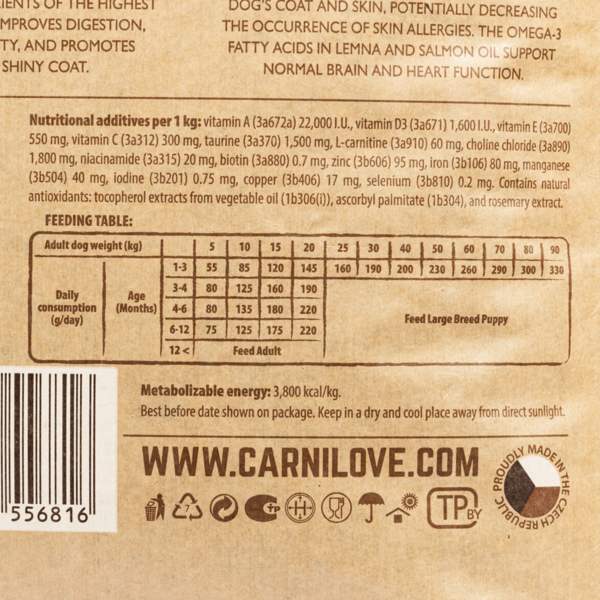 IENTS OF THE HIGHEST
MPROVES DIGESTION,
TY, AND PROMOTES
SHINY COAT.
DOG'S COAT AND SKIN, POTENTIALLY DECREASING
THE OCCURRENCE OF SKIN ALLERGIES. THE OMEGA-3
FATTY ACIDS IN LEMNA AND SALMON OIL SUPPORT
NORMAL BRAIN AND HEART FUNCTION.
Nutritional additives per 1 kg: vitamin A (3a672a) 22,000 I.U., vitamin D3 (3a671) 1,600 I.U., vitamin E (3a700)
550 mg, vitamin C (3a312) 300 mg, taurine (3a370) 1,500 mg, L-carnitine (3a910) 60 mg, choline chloride (3a890)
1,800 mg, niacinamide (3a315) 20 mg, biotin (3a880) 0.7 mg, zinc (3b606) 95 mg, iron (3b106) 80 mg, manganese
(3b504) 40 mg, iodine (3b201) 0.75 mg, copper (3b406) 17 mg, selenium (3b810) 0.2 mg. Contains natural
antioxidants: tocopherol extracts from vegetable oil (1b306(i)), ascorbyl palmitate (1b304), and rosemary extract.
FEEDING TABLE:
Adult dog weight (kg) 5 10 15 20 25 30 40 50 60 70 80 90
Daily consumption (g/day) Age (Months) 1-3 55 85 120 145 160 190 200 230 260 290 300 330
3-4 80 125 160 190
4-6 80 135 180 220 Feed Large Breed Puppy
6-12 75 125 175 220
12 < Feed Adult
Metabolizable energy: 3,800 kcal/kg.
Best before date shown on package. Keep in a dry and cool place away from direct sunlight.
WWW.CARNILOVE.COM
556816
7
tp
H
TP BY
PROUDLY MADE IN THE CZECH REPUBLIC